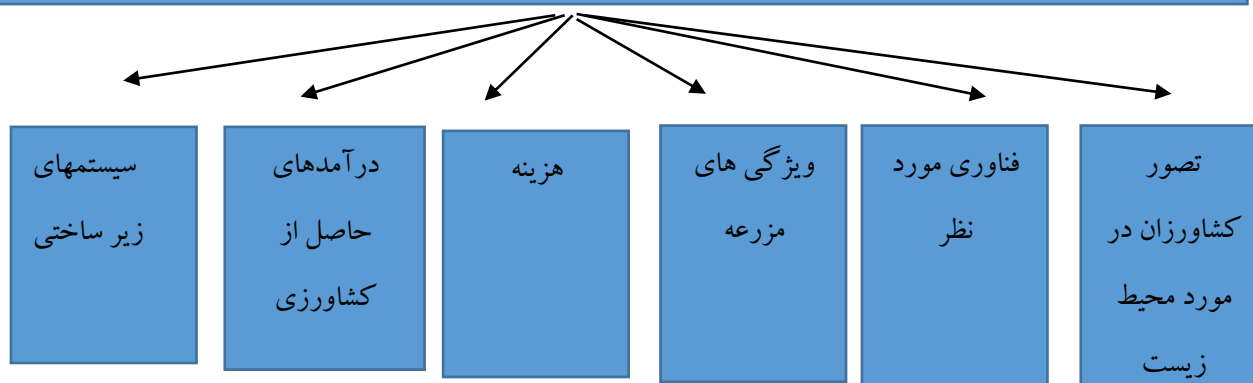 تصور
کشاورزان در
مورد محیط
زیست
فناوری مورد
نظر
ویژگی های
مزرعه
هزینه
درآمدهای
حاصل از
کشاورزی
سیستمهای
زیر ساختی